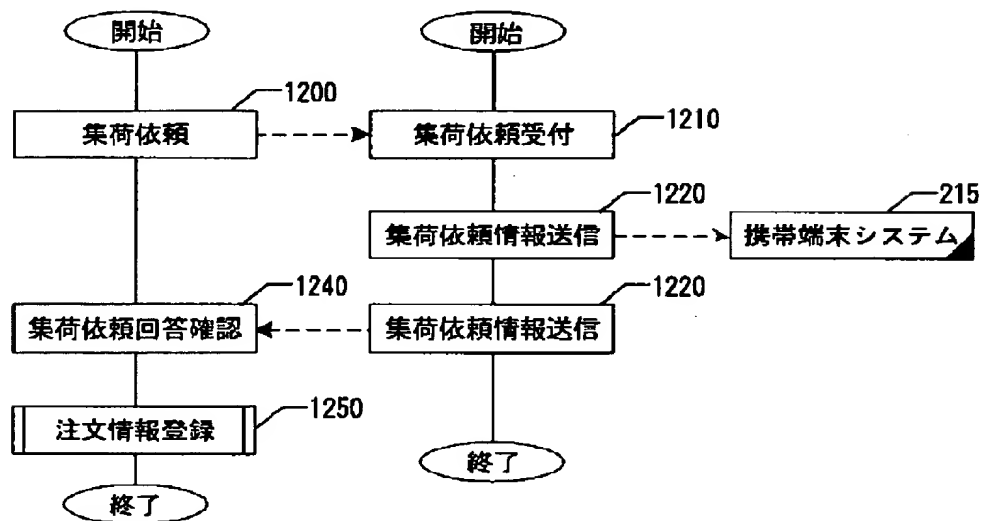 開始
開始
1200
集荷依頼
集荷依頼受付
1210
1220
215
集荷依頼情報送信
携帯端末システム
1240
1220
集荷依頼回答確認
集荷依頼情報送信
1250
注文情報登録
終了
終了